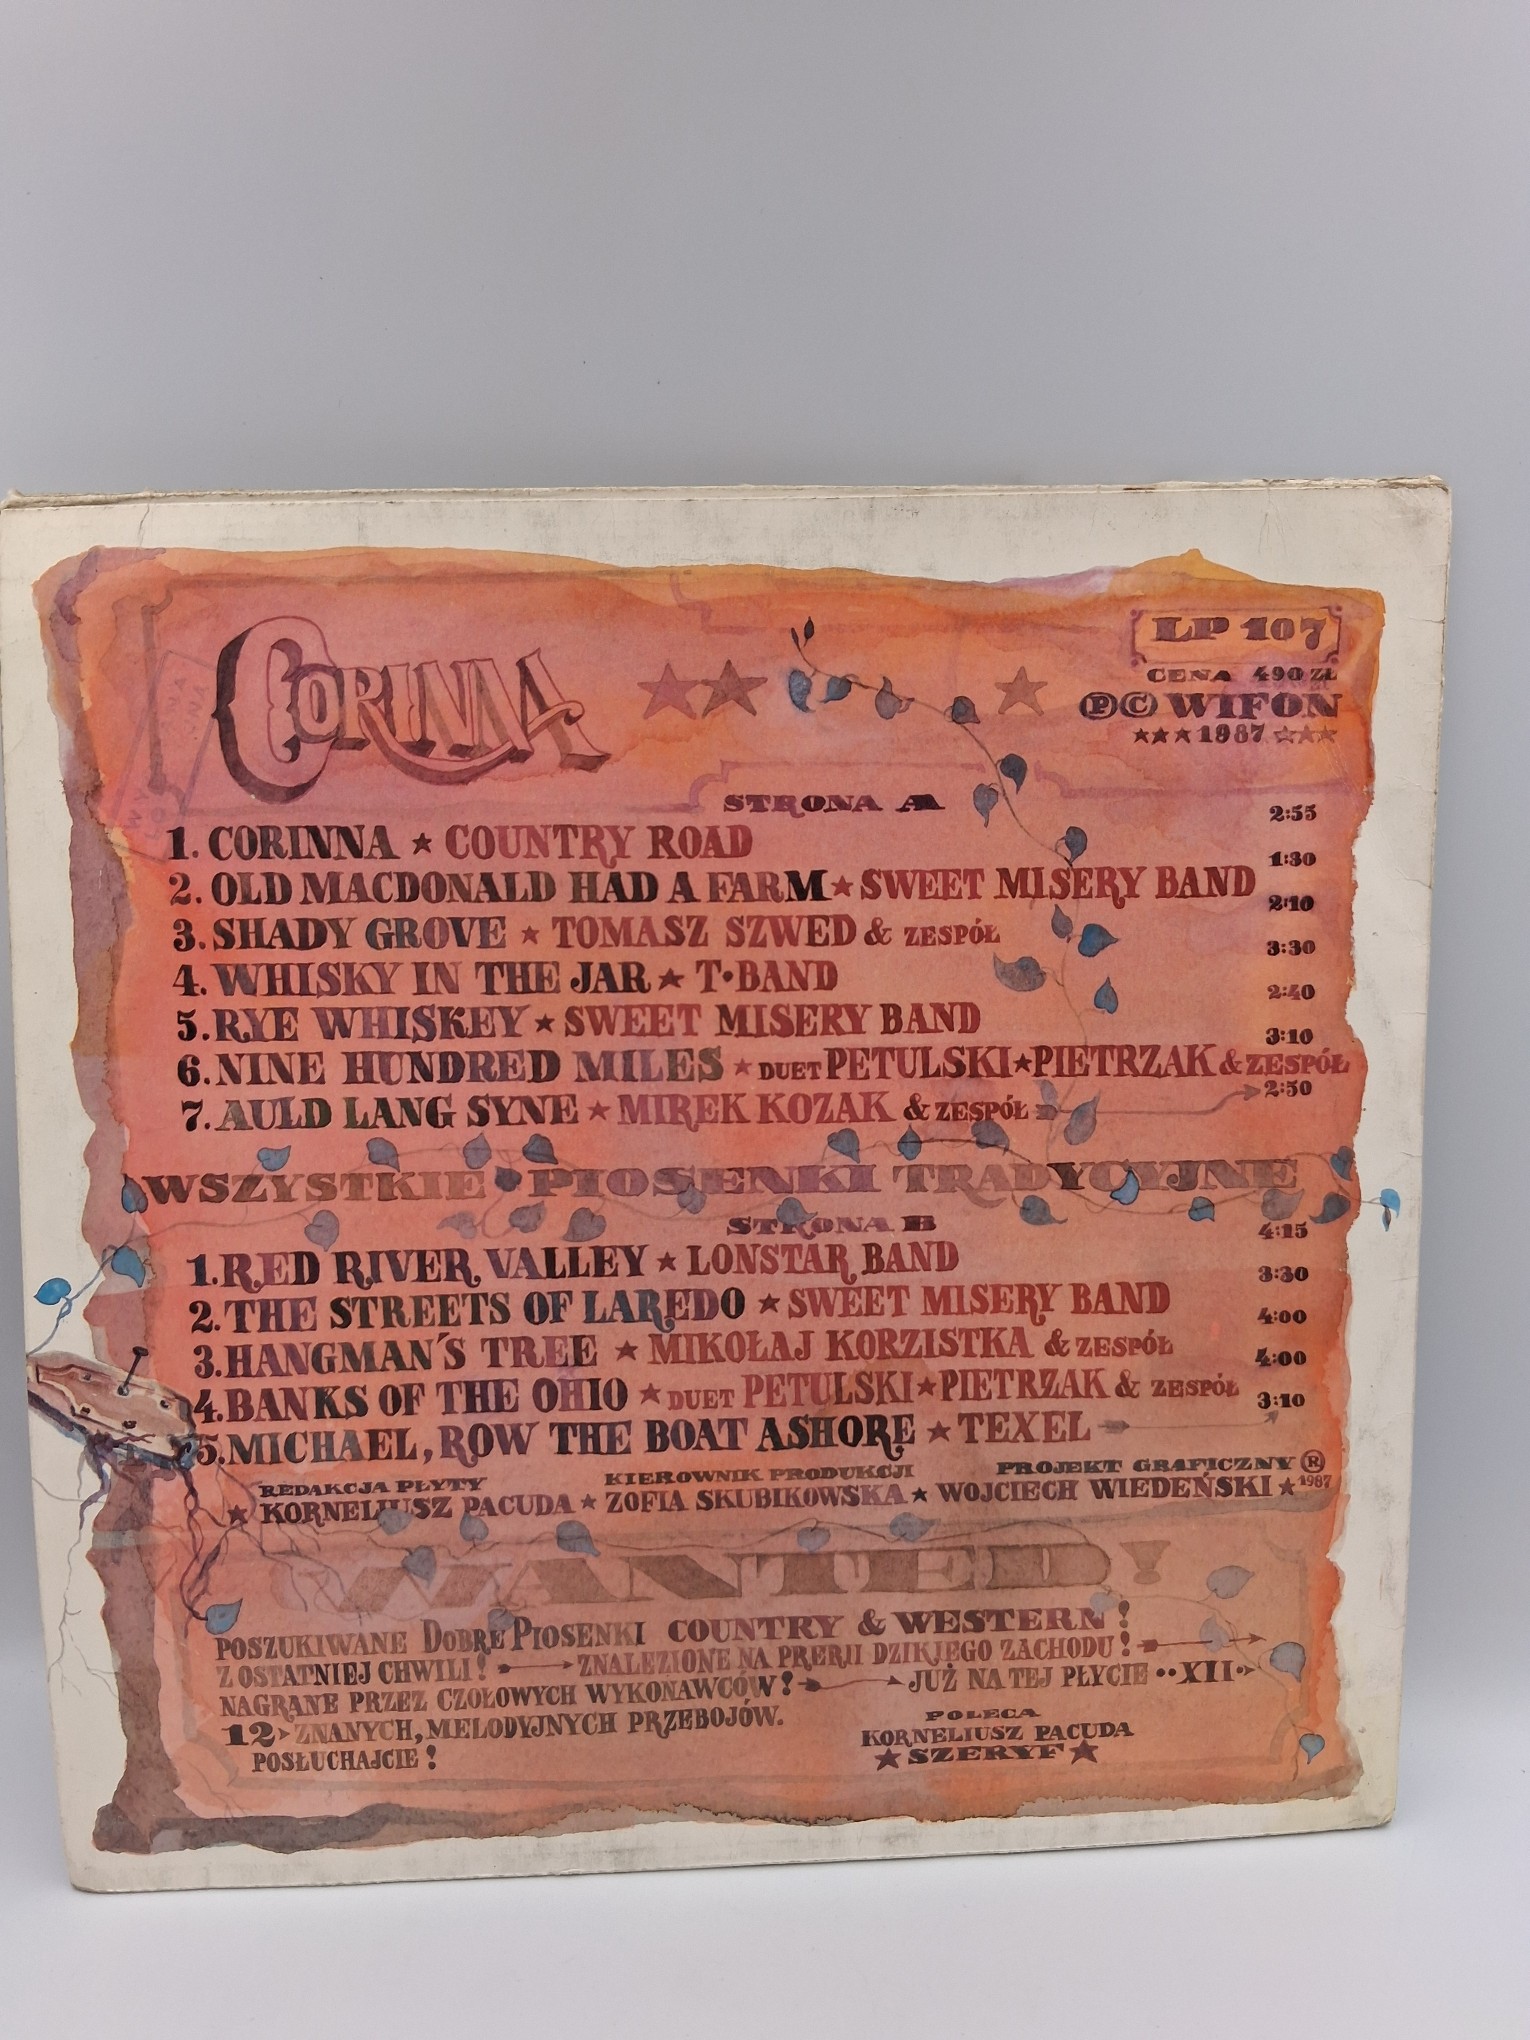 CORINNA
LP 107
CENA 490 ZŁ
Ⓟ© WIFON
★★★ 1987 ★★★
STRONA A
1. CORINNA ★ COUNTRY ROAD 2:55
2. OLD MACDONALD HAD A FARM ★ SWEET MISERY BAND 1:30
3. SHADY GROVE ★ TOMASZ SZWED & ZESPÓŁ 2:10
4. WHISKY IN THE JAR ★ T·BAND 3:30
5. RYE WHISKEY ★ SWEET MISERY BAND 2:40
6. NINE HUNDRED MILES ★ DUET PETULSKI ★ PIETRZAK & ZESPÓŁ 3:10
7. AULD LANG SYNE ★ MIREK KOZAK & ZESPÓŁ 2:50
WSZYSTKIE PIOSENKI TRADYCYJNE
STRONA B
1. RED RIVER VALLEY ★ LONSTAR BAND 4:15
2. THE STREETS OF LAREDO ★ SWEET MISERY BAND 3:30
3. HANGMAN'S TREE ★ MIKOŁAJ KORZISTKA & ZESPÓŁ 4:00
4. BANKS OF THE OHIO ★ DUET PETULSKI ★ PIETRZAK & ZESPÓŁ 4:00
5. MICHAEL, ROW THE BOAT ASHORE ★ TEXEL 3:10
REDAKCJA PŁYTY KIEROWNIK PRODUKCJI PROJEKT GRAFICZNY ®
★ KORNELIUSZ PACUDA ★ ZOFIA SKUBIKOWSKA ★ WOJCIECH WIEDEŃSKI ★ 1987
WANTED!
POSZUKIWANE DOBRE PIOSENKI COUNTRY & WESTERN!
Z OSTATNIEJ CHWILI! ZNALEZIONE NA PRERII DZIKIEGO ZACHODU!
NAGRANE PRZEZ CZOŁOWYCH WYKONAWCÓW! JUŻ NA TEJ PŁYCIE ··XII·
12 ZNANYCH, MELODYJNYCH PRZEBOJÓW.
POSŁUCHAJCIE!
POLECA
KORNELIUSZ PACUDA
★ SZERYF ★